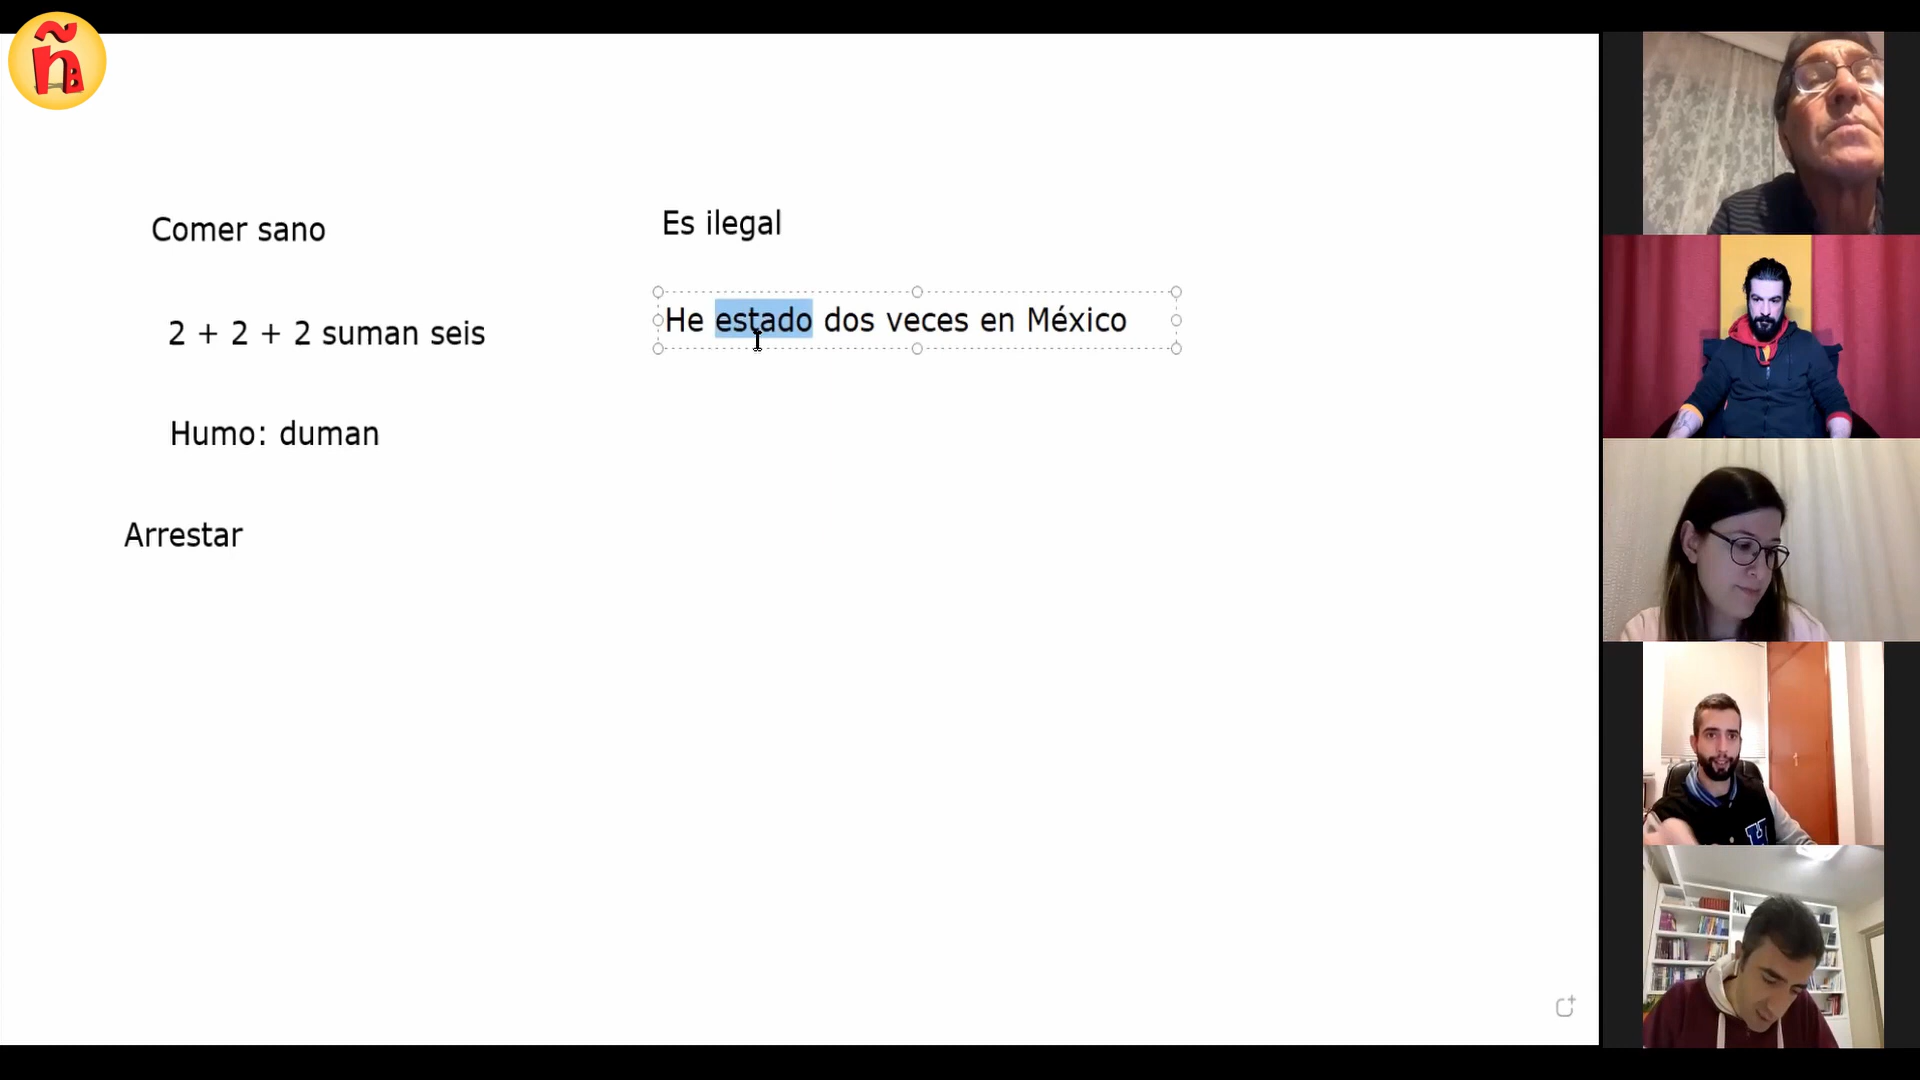 ñ
Comer sano
2 + 2 + 2 suman seis
Humo: duman
Arrestar
Es ilegal
He estado dos veces en México
H